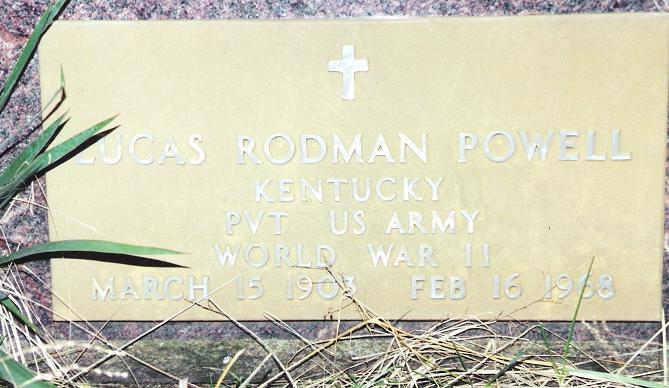 LUCAS RODMAN POWELL
KENTUCKY
PVT US ARMY
WORLD WAR II
MARCH 15 1903 FEB 16 1968